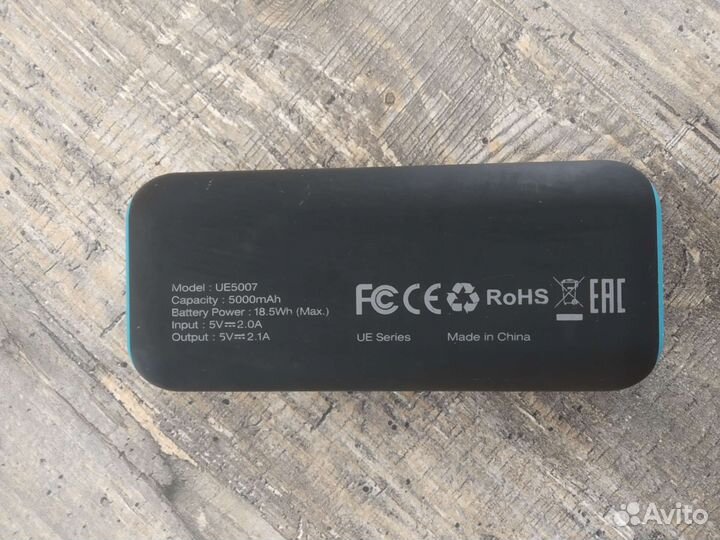 Model : UE5007
Capacity : 5000mAh
Battery Power : 18.5Wh (Max.)
Input : 5V⎓2.0A
Output : 5V⎓2.1A
FC CE RoHS EAC
UE Series Made in China
Avito